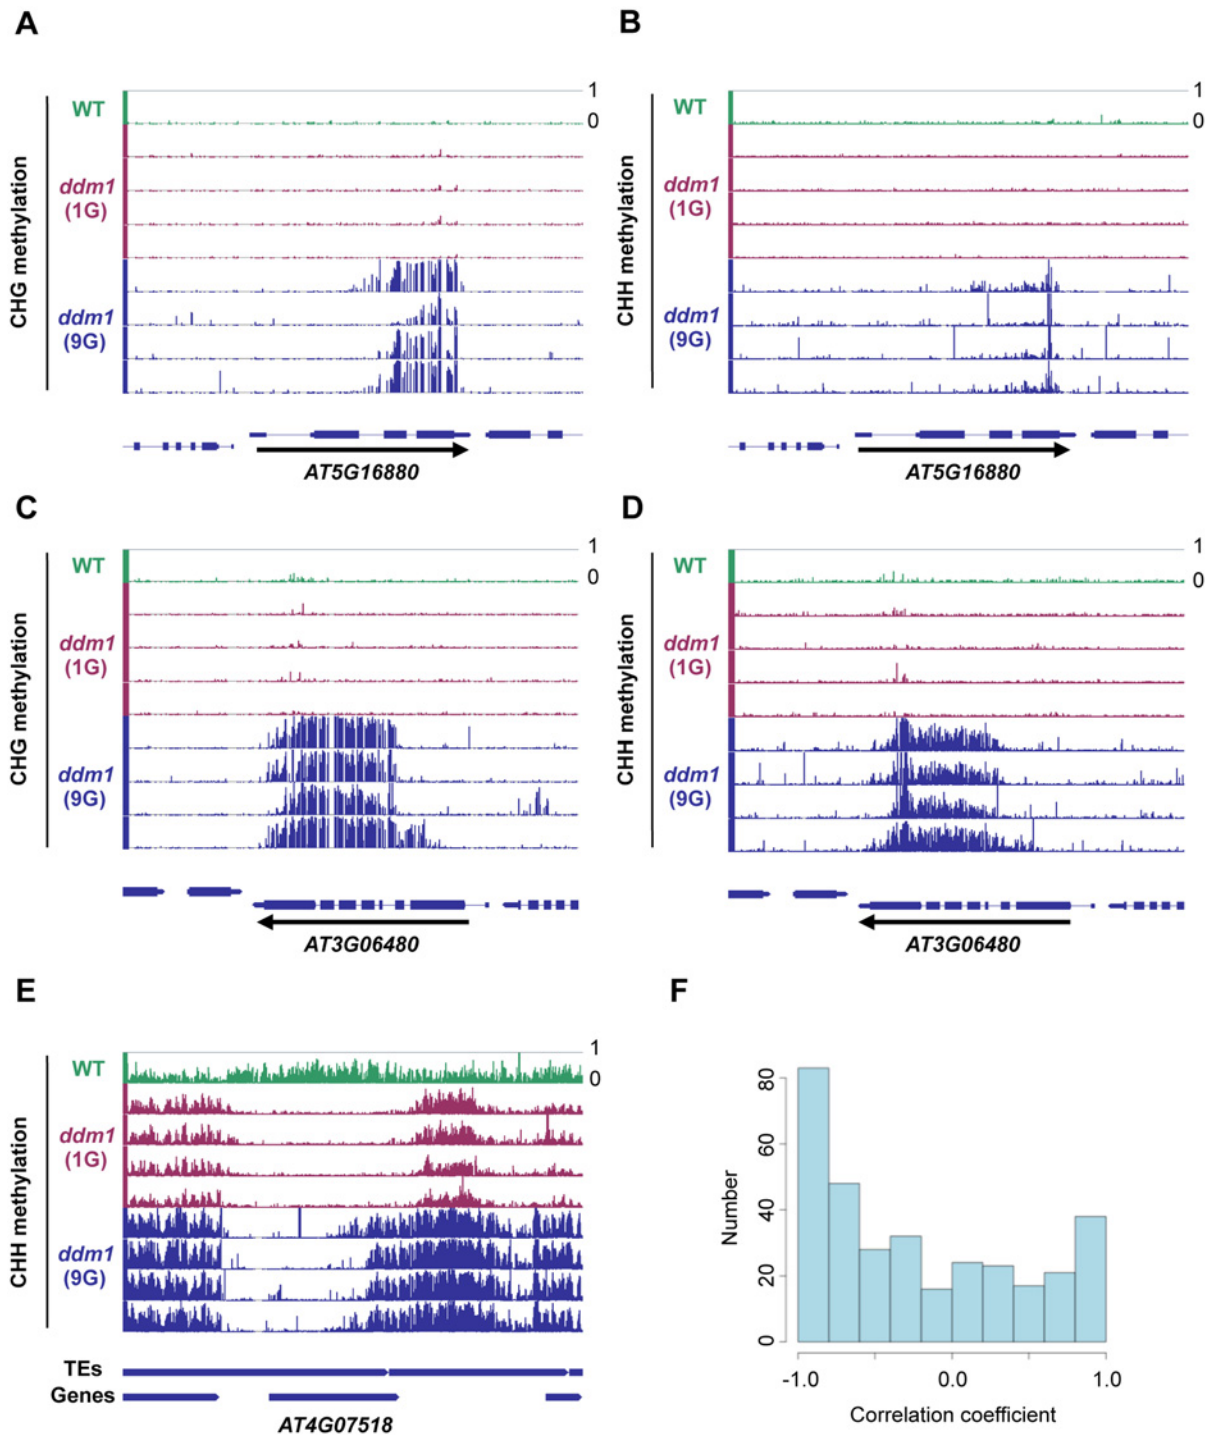 A
CHG methylation
WT
1
0
ddm1
(1G)
ddm1
(9G)
AT5G16880
B
CHH methylation
WT
1
0
ddm1
(1G)
ddm1
(9G)
AT5G16880
C
CHG methylation
WT
1
0
ddm1
(1G)
ddm1
(9G)
AT3G06480
D
CHH methylation
WT
1
0
ddm1
(1G)
ddm1
(9G)
AT3G06480
E
CHH methylation
WT
1
0
ddm1
(1G)
ddm1
(9G)
TEs
Genes
AT4G07518
F
Number
80
60
40
20
0
-1.0 0.0 1.0
Correlation coefficient